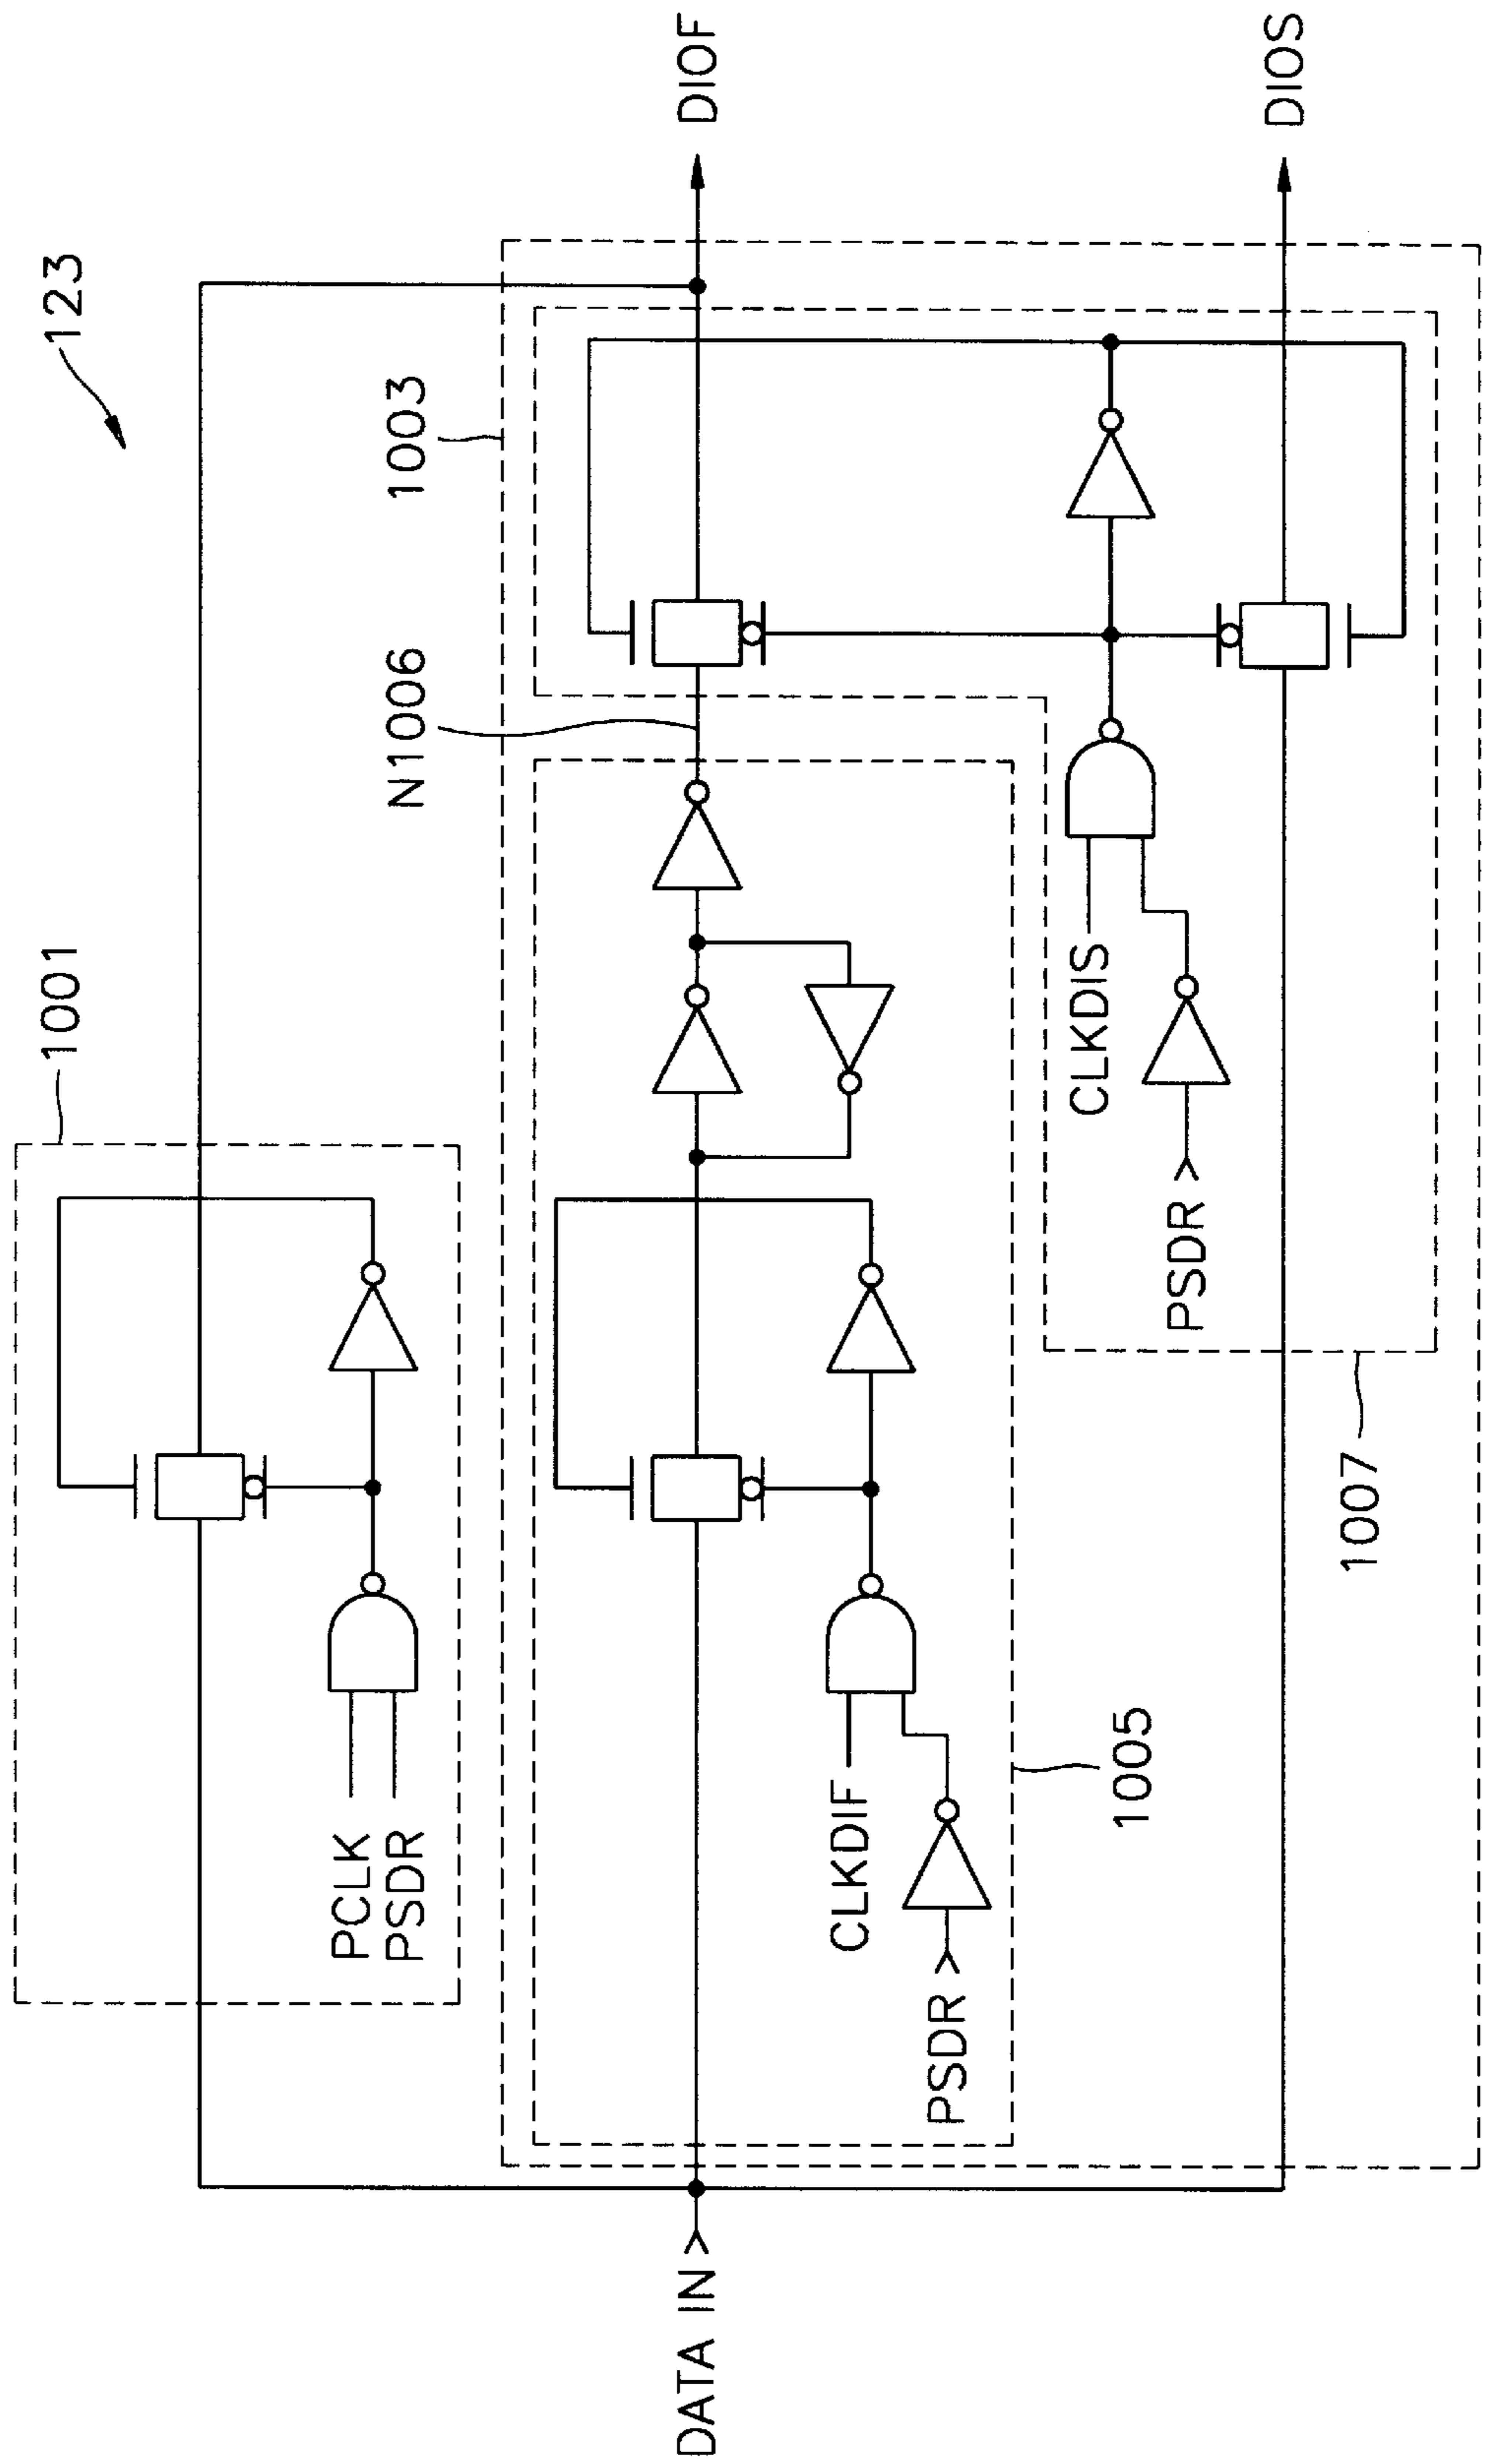 123
1001
PCLK
PSDR
1003
N1006
DATA IN
DIOF
CLKDIF
PSDR
1005
CLKDIS
PSDR
1007
DIOS